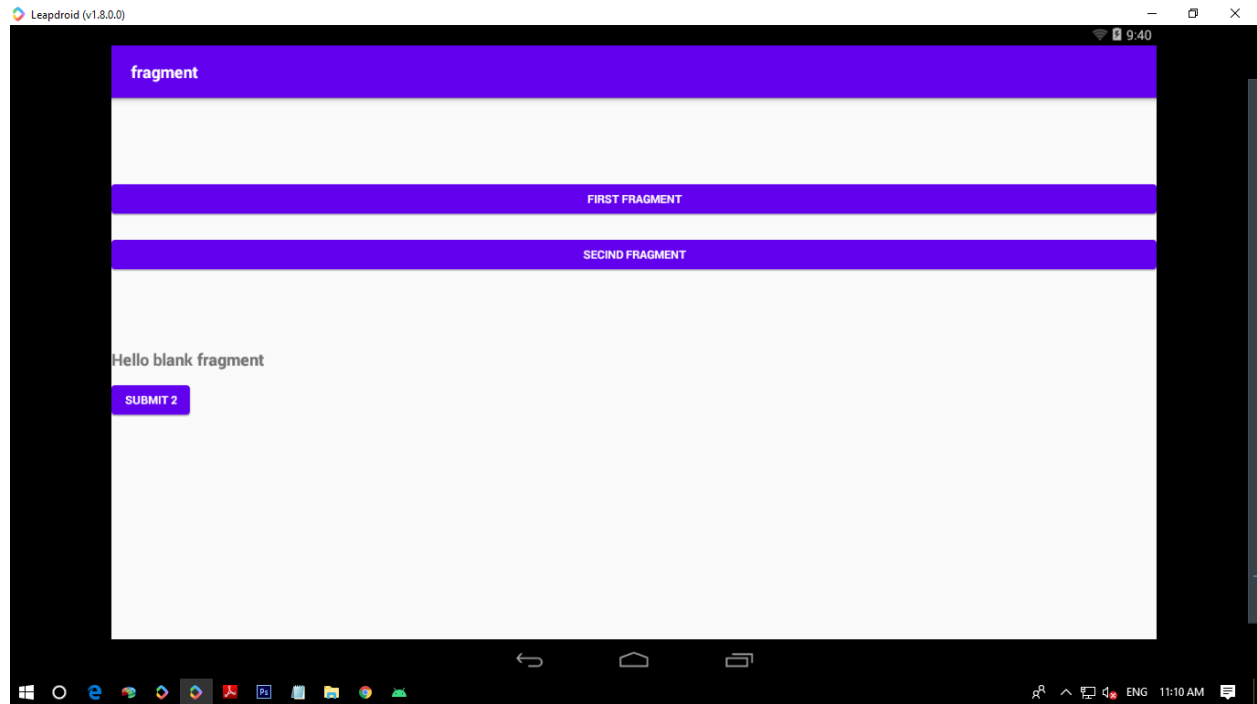 Leapdroid (v1.8.0.0)
9:40
fragment
FIRST FRAGMENT
SECIND FRAGMENT
Hello blank fragment
SUBMIT 2
Ps
ENG 11:10 AM